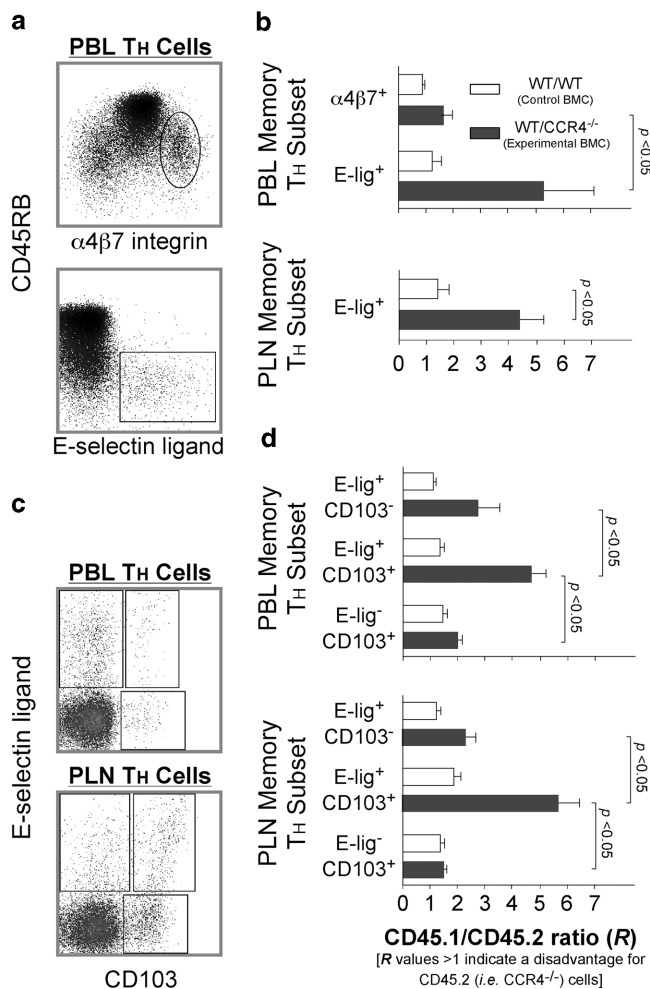 a
PBL TH Cells
CD45RB
α4β7 integrin
E-selectin ligand
b
PBL Memory
TH Subset
α4β7+
E-lig+
WT/WT
(Control BMC)
WT/CCR4-/-
(Experimental BMC)
p <0.05
PLN Memory
TH Subset
E-lig+
p <0.05
0 1 2 3 4 5 6 7
c
PBL TH Cells
E-selectin ligand
PLN TH Cells
CD103
d
PBL Memory
TH Subset
E-lig+
CD103-
E-lig+
CD103+
E-lig-
CD103+
p <0.05
p <0.05
PLN Memory
TH Subset
E-lig+
CD103-
E-lig+
CD103+
E-lig-
CD103+
p <0.05
p <0.05
0 1 2 3 4 5 6 7
CD45.1/CD45.2 ratio (R)
[R values >1 indicate a disadvantage for
CD45.2 (i.e. CCR4-/-) cells]